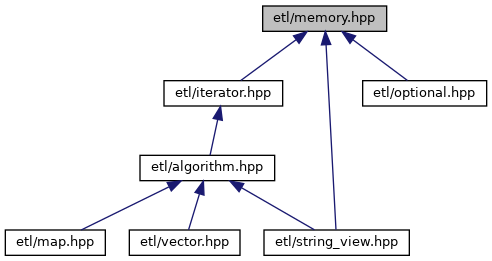 etl/memory.hpp
etl/iterator.hpp
etl/optional.hpp
etl/algorithm.hpp
etl/map.hpp
etl/vector.hpp
etl/string_view.hpp